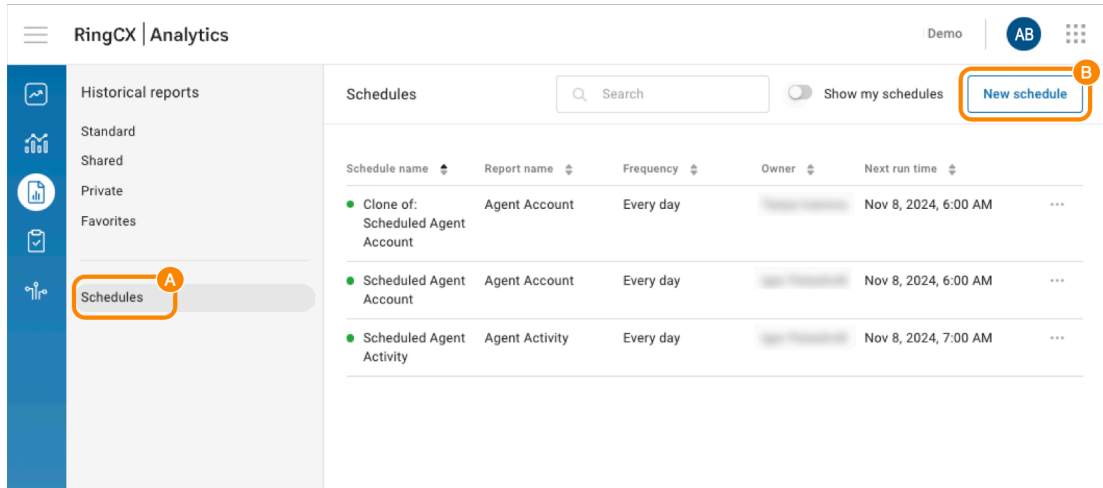 RingCX | Analytics
Demo
AB
B
Historical reports
Schedules
Search
Show my schedules
New schedule
Standard
Shared
Private
Favorites
A
Schedules
Schedule name
Report name
Frequency
Owner
Next run time
Clone of:
Scheduled Agent
Account
Agent Account
Every day
Nov 8, 2024, 6:00 AM
Scheduled Agent
Account
Agent Account
Every day
Nov 8, 2024, 6:00 AM
Scheduled Agent
Activity
Agent Activity
Every day
Nov 8, 2024, 7:00 AM